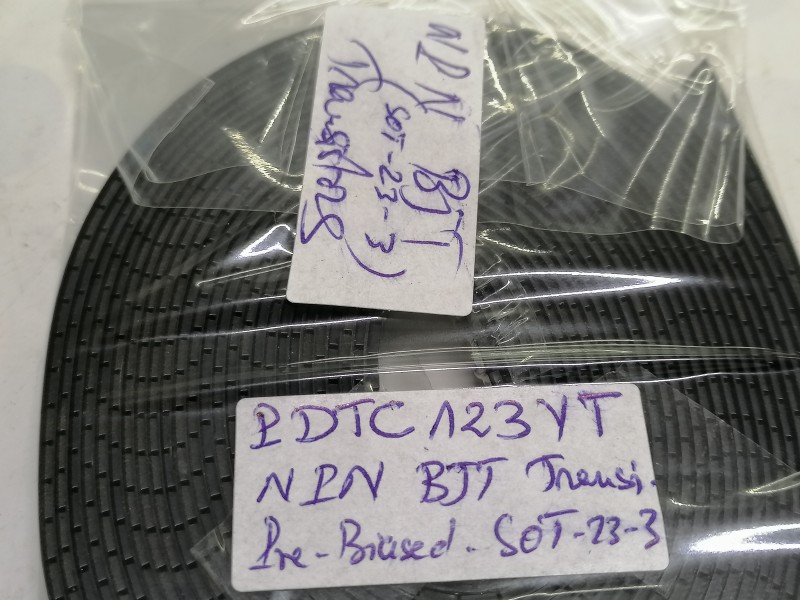 NPN BJT
(SOT-23-3)
Transistors
PDTC123YT
NPN BJT Transi.
Pre-Biased. SOT-23-3